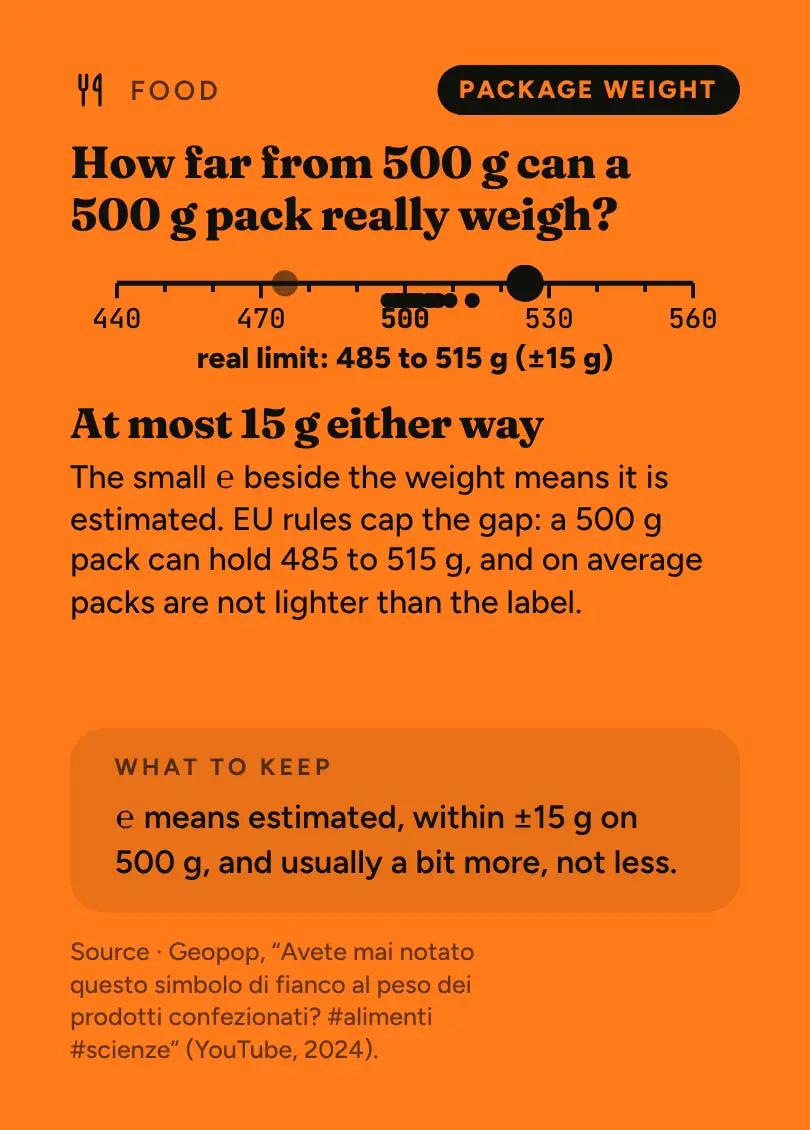 FOOD
PACKAGE WEIGHT
How far from 500 g can a
500 g pack really weigh?
440 470 500 530 560
real limit: 485 to 515 g (±15 g)
At most 15 g either way
The small ℮ beside the weight means it is
estimated. EU rules cap the gap: a 500 g
pack can hold 485 to 515 g, and on average
packs are not lighter than the label.
WHAT TO KEEP
℮ means estimated, within ±15 g on
500 g, and usually a bit more, not less.
Source · Geopop, “Avete mai notato
questo simbolo di fianco al peso dei
prodotti confezionati? #alimenti
#scienze” (YouTube, 2024).